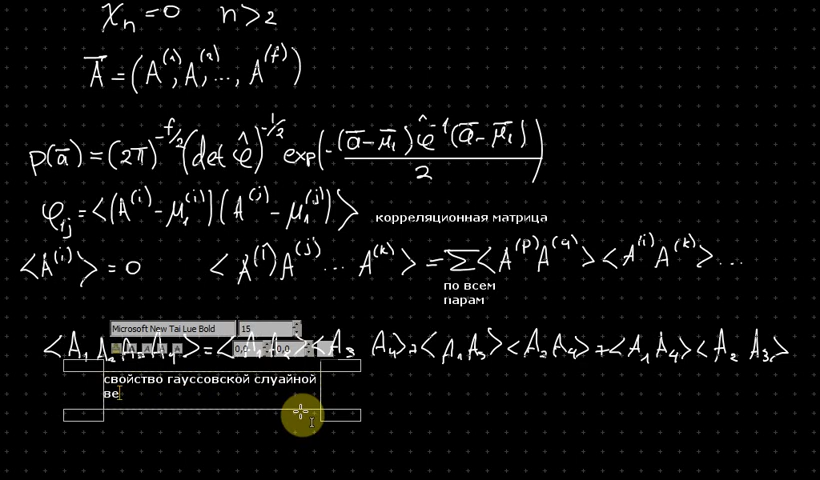 χₙ = 0 n > 2
A̅ = (A⁽¹⁾, A⁽²⁾, ..., A⁽ᶠ⁾)
p(a̅) = (2π)^(-f/2) (det φ̂)^(-1/2) exp(-(a̅-μ̅₁) φ̂⁻¹ (a̅-μ̅₁)/2)
φᵢⱼ = <(A⁽ⁱ⁾ - μ₁⁽ⁱ⁾)(A⁽ʲ⁾ - μ₁⁽ʲ⁾)> корреляционная матрица
<A⁽ⁱ⁾> = 0 <A⁽ⁱ⁾A⁽ʲ⁾ ... A⁽ᵏ⁾> = Σ <A⁽ᵖ⁾A⁽q⁾> <A⁽ⁱ⁾A⁽ᵏ⁾> ...
по всем
парам
Microsoft New Tai Lue Bold 15
<A₁ A₂ A₃ A₄> = <A₁ A₂> <A₃ A₄> + <A₁ A₃> <A₂ A₄> + <A₁ A₄> <A₂ A₃>
свойство гауссовской слуайной
ве